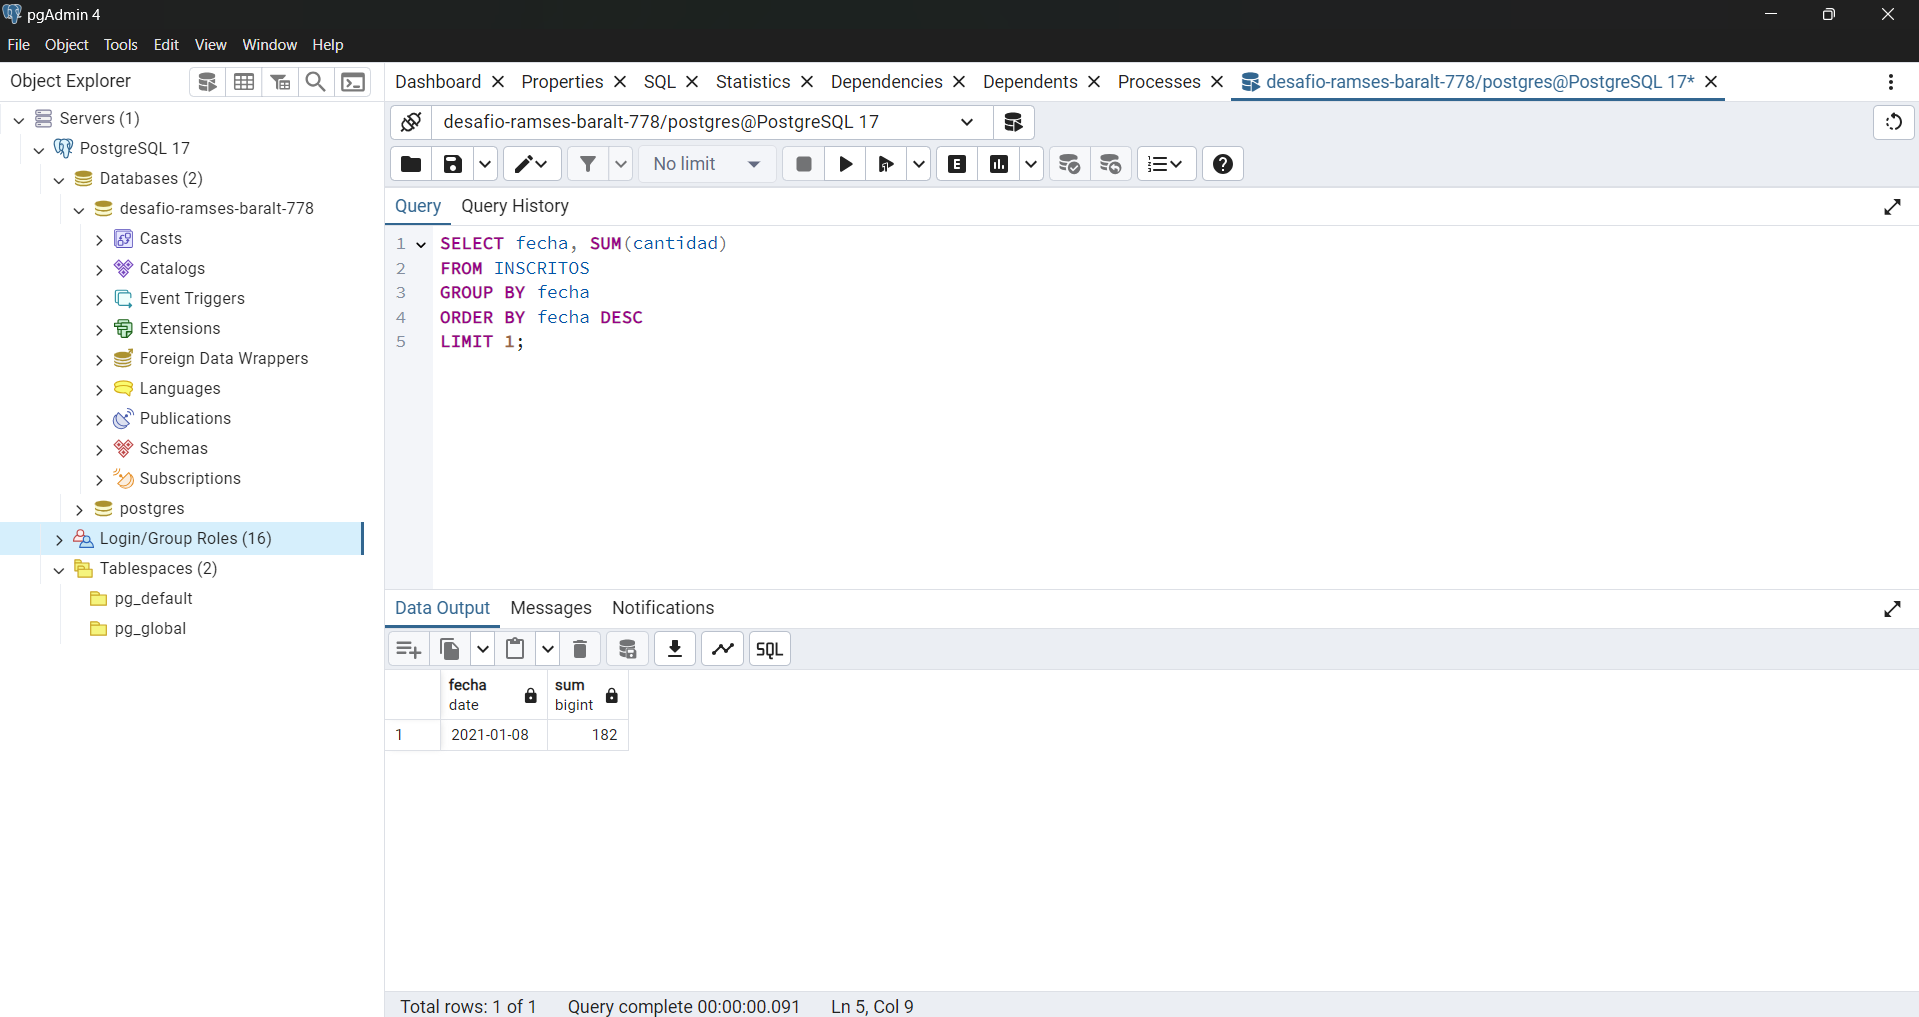 pgAdmin 4
File Object Tools Edit View Window Help
Object Explorer
Dashboard Properties SQL Statistics Dependencies Dependents Processes desafio-ramses-baralt-778/postgres@PostgreSQL 17*
Servers (1)
PostgreSQL 17
Databases (2)
desafio-ramses-baralt-778
Casts
Catalogs
Event Triggers
Extensions
Foreign Data Wrappers
Languages
Publications
Schemas
Subscriptions
postgres
Login/Group Roles (16)
Tablespaces (2)
pg_default
pg_global
desafio-ramses-baralt-778/postgres@PostgreSQL 17
No limit E
Query Query History
1 SELECT fecha, SUM(cantidad)
2 FROM INSCRITOS
3 GROUP BY fecha
4 ORDER BY fecha DESC
5 LIMIT 1;
Data Output Messages Notifications
SQL
fecha sum
date bigint
1 2021-01-08 182
Total rows: 1 of 1 Query complete 00:00:00.091 Ln 5, Col 9